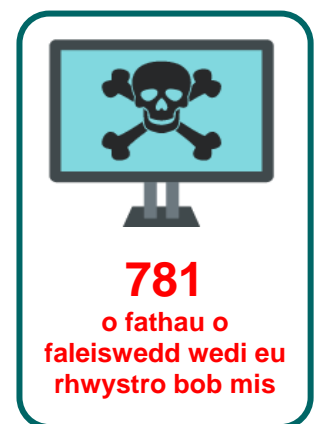 781
o fathau o
faleiswedd wedi eu
rhwystro bob mis